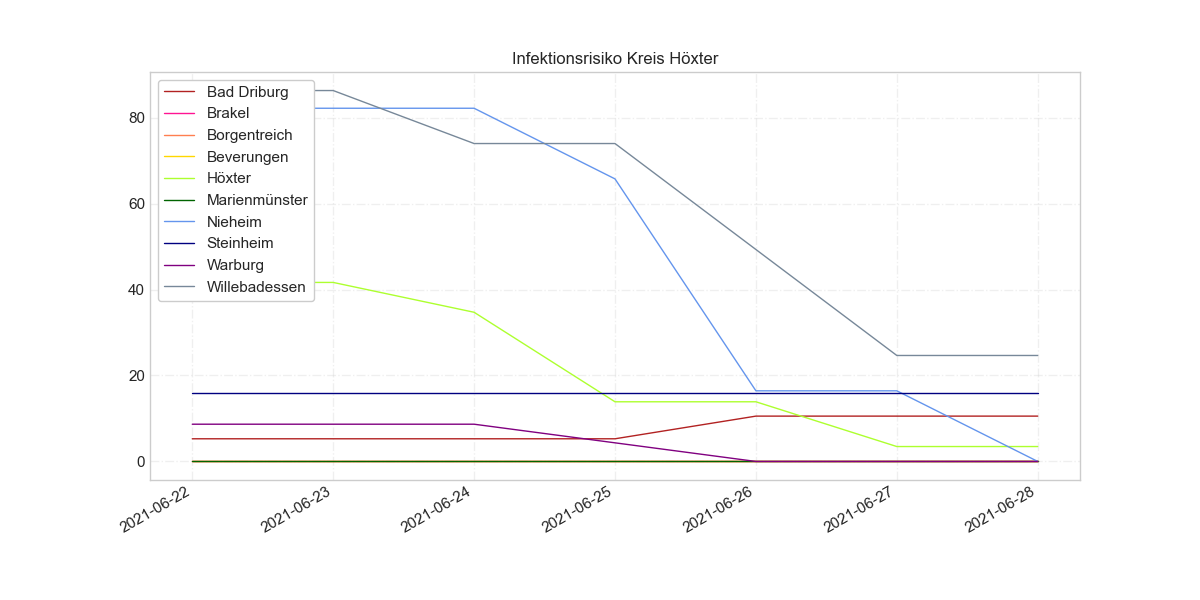 Infektionsrisiko Kreis Höxter
Bad Driburg
Brakel
Borgentreich
Beverungen
Höxter
Marienmünster
Nieheim
Steinheim
Warburg
Willebadessen
80
60
40
20
0
2021-06-22
2021-06-23
2021-06-24
2021-06-25
2021-06-26
2021-06-27
2021-06-28